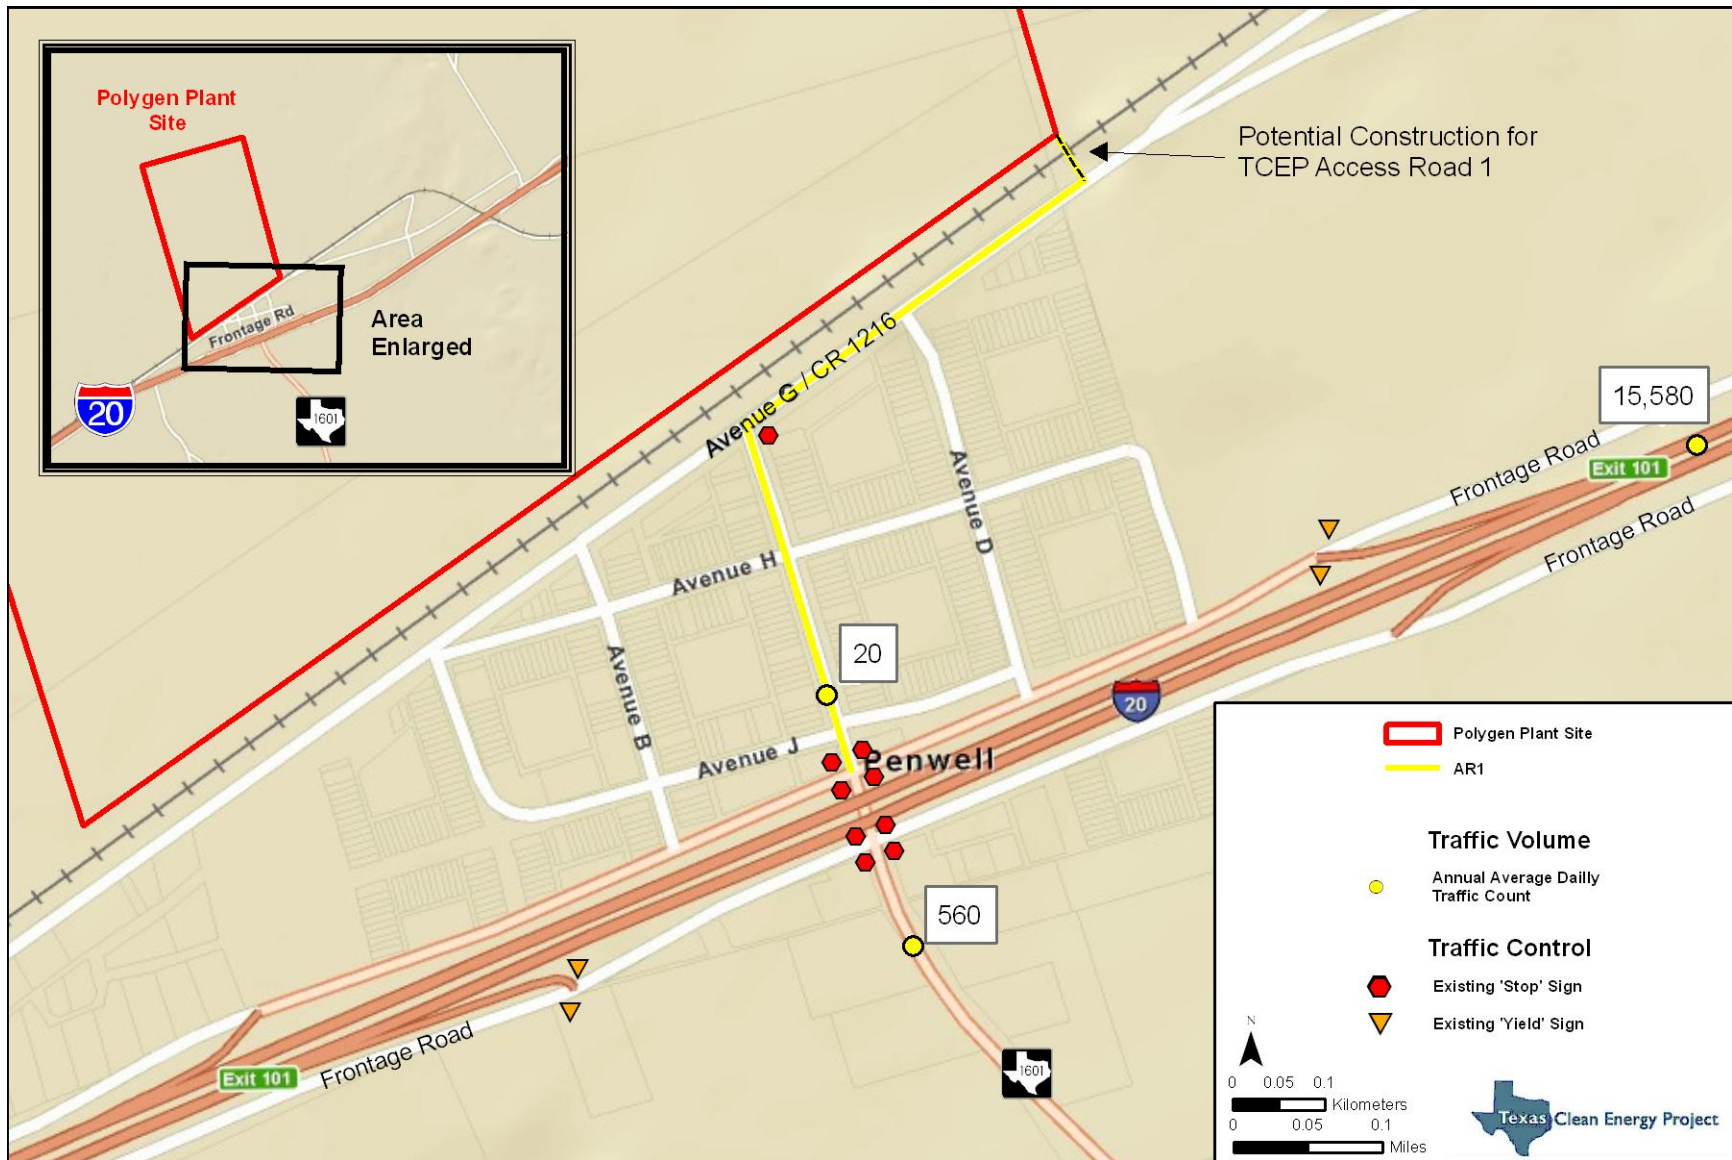 Polygen Plant
Site
Frontage Rd
Area
Enlarged
20
1601
Potential Construction for
TCEP Access Road 1
Avenue G / CR 1216
15,580
Frontage Road
Exit 101
Frontage Road
Avenue D
Avenue H
20
Avenue B
20
Avenue J
Penwell
560
Frontage Road
Exit 101
1601
Polygen Plant Site
AR1
Traffic Volume
Annual Average Dailly
Traffic Count
Traffic Control
Existing 'Stop' Sign
Existing 'Yield' Sign
N
0 0.05 0.1
Kilometers
0 0.05 0.1
Miles
Texas Clean Energy Project